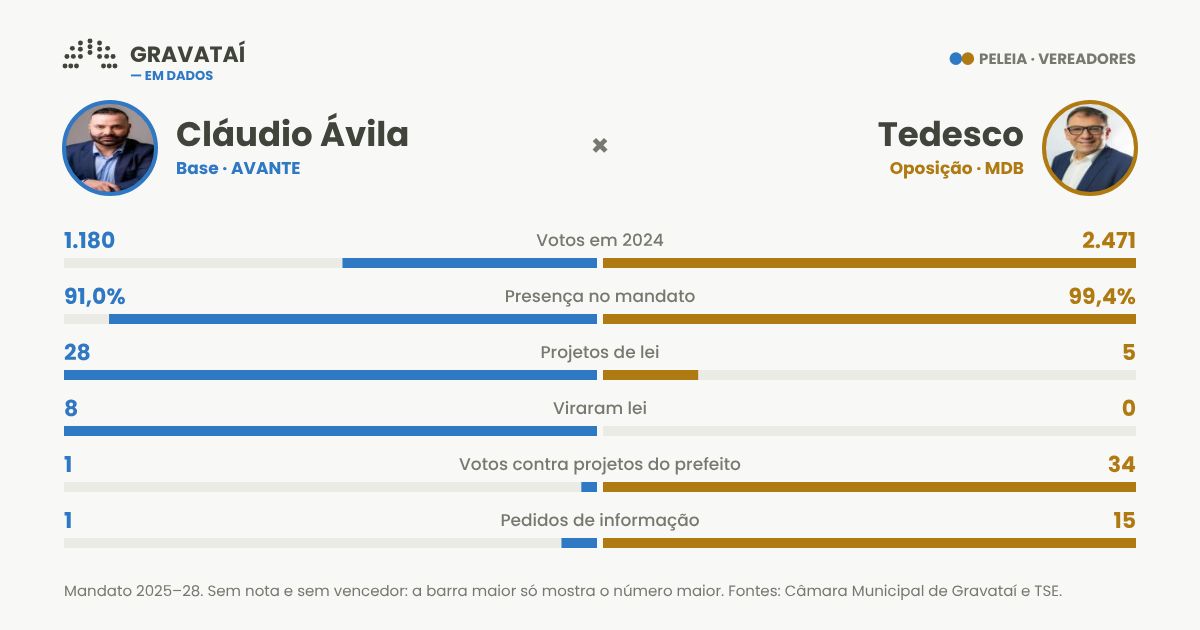 GRAVATAÍ
— EM DADOS
PELEIA · VEREADORES
Cláudio Ávila
Base · AVANTE
×
Tedesco
Oposição · MDB
1.180 Votos em 2024 2.471
91,0% Presença no mandato 99,4%
28 Projetos de lei 5
8 Viraram lei 0
1 Votos contra projetos do prefeito 34
1 Pedidos de informação 15
Mandato 2025–28. Sem nota e sem vencedor: a barra maior só mostra o número maior. Fontes: Câmara Municipal de Gravataí e TSE.